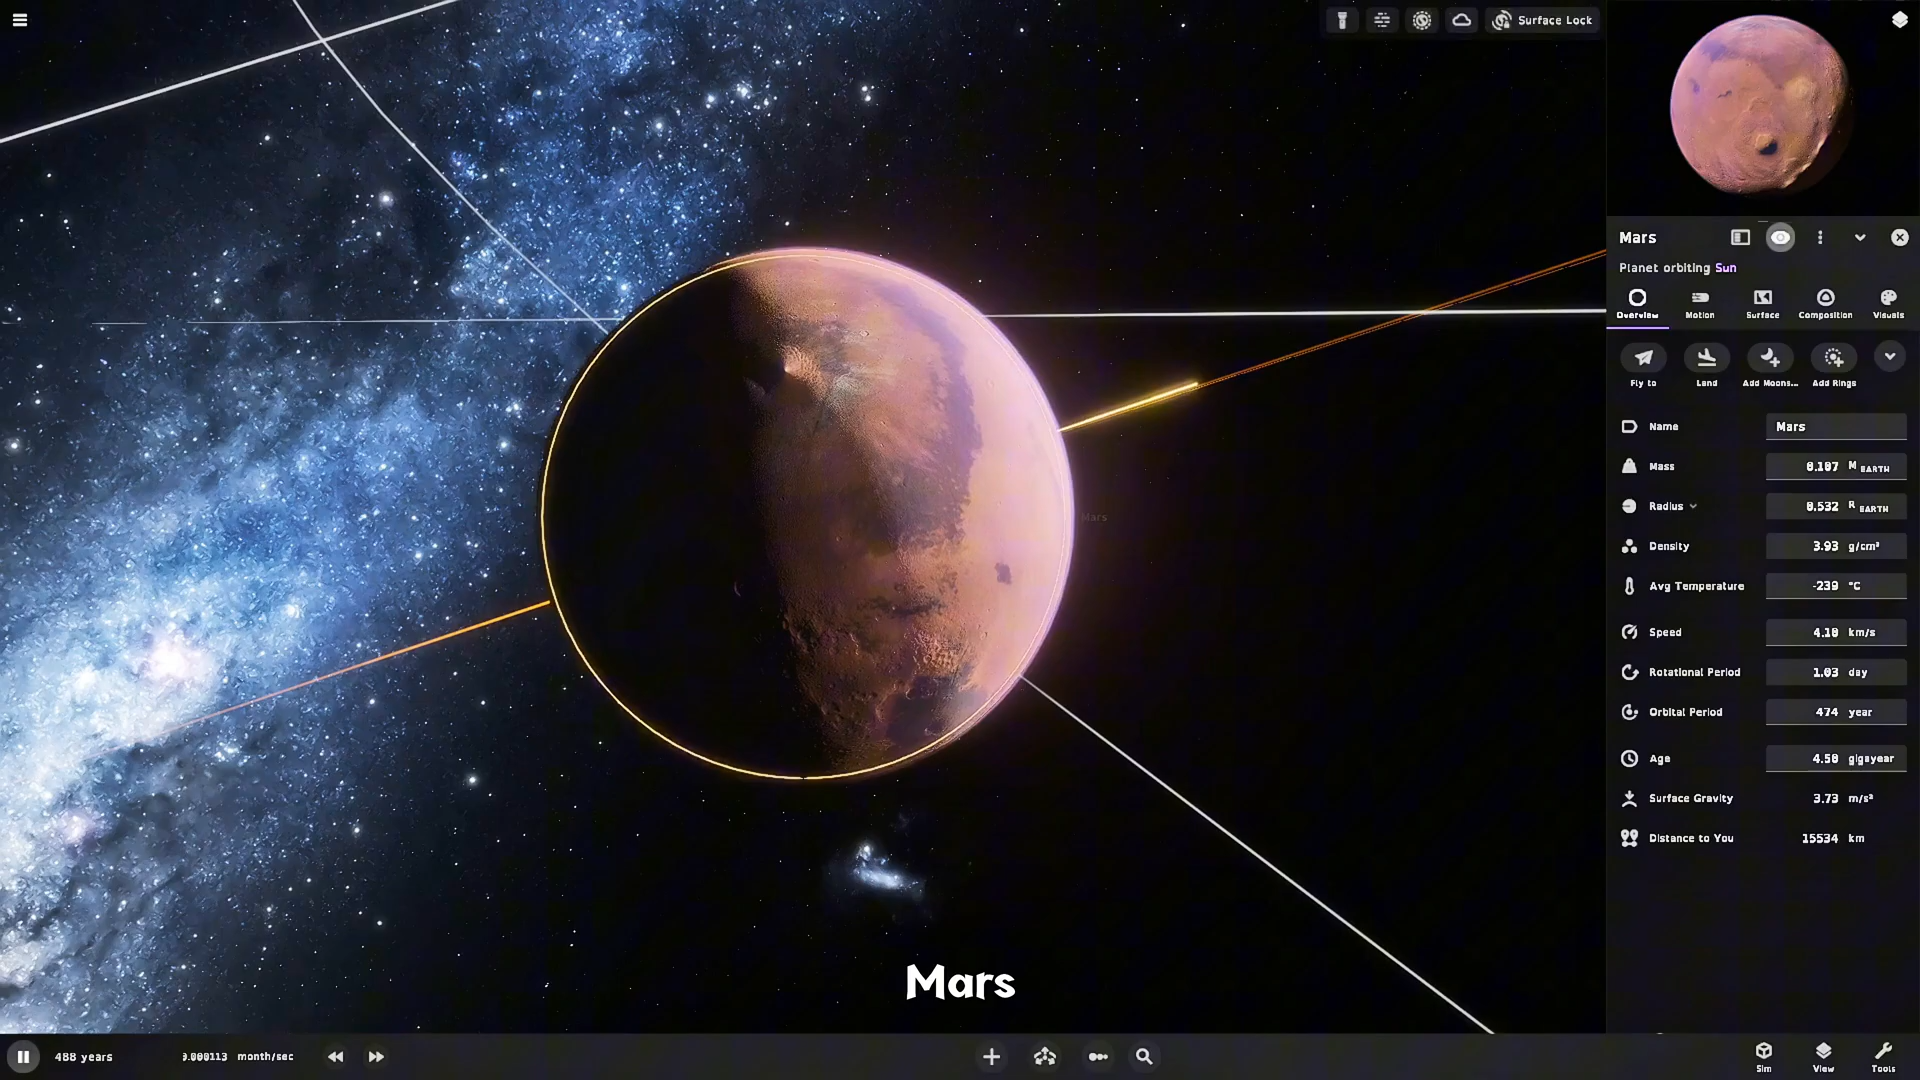 Surface Lock
Mars
Planet orbiting Sun
Overview Motion Surface Composition Visuals
Fly to Land Add Moons... Add Rings
Name Mars
Mass 0.107 M EARTH
Radius 0.532 R EARTH
Density 3.93 g/cm³
Avg Temperature -239 °C
Speed 4.10 km/s
Rotational Period 1.03 day
Orbital Period 474 year
Age 4.50 gigayear
Surface Gravity 3.73 m/s²
Distance to You 15534 km
Mars
Mars
488 years month/sec
Sim View Tools